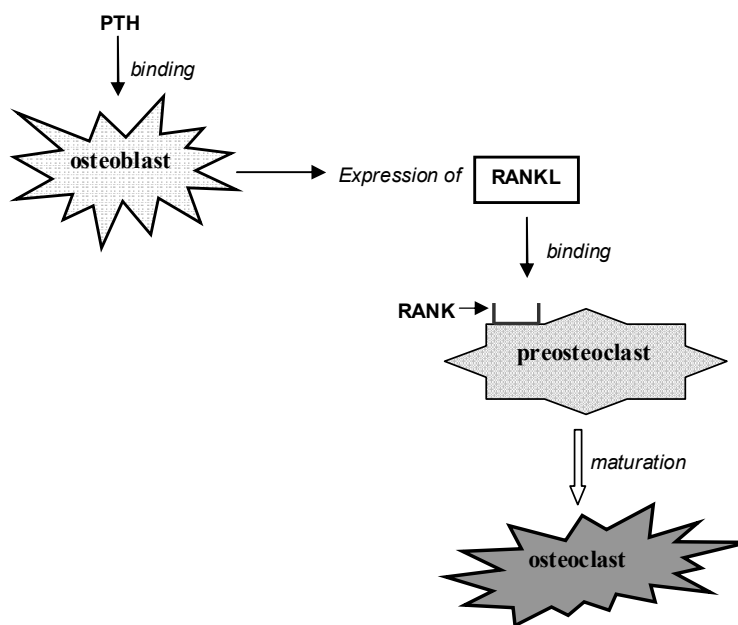 PTH
binding
osteoblast
Expression of RANKL
binding
RANK
preosteoclast
maturation
osteoclast